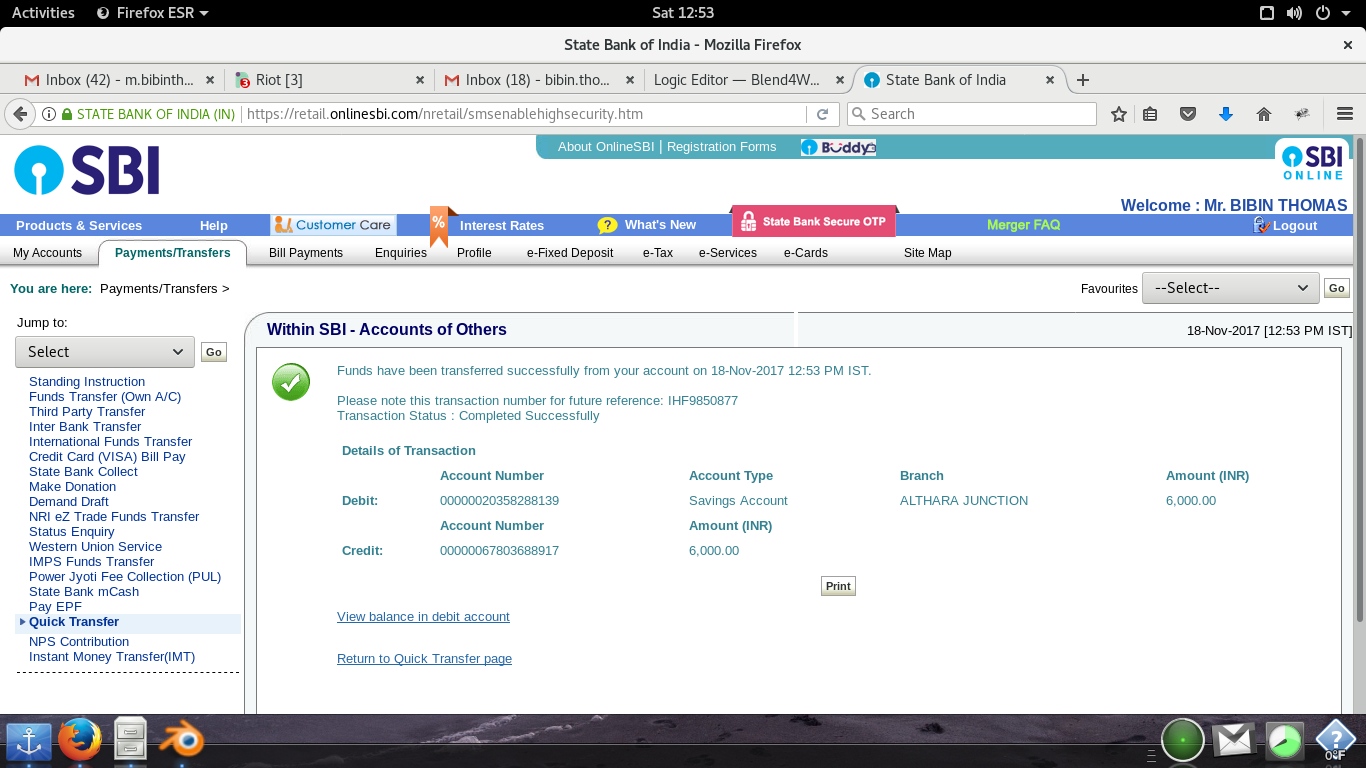 Activities Firefox ESR Sat 12:53
State Bank of India - Mozilla Firefox
Inbox (42) - m.bibinth... Riot [3] Inbox (18) - bibin.tho... Logic Editor — Blend4W... State Bank of India
STATE BANK OF INDIA (IN) https://retail.onlinesbi.com/nretail/smsenablehighsecurity.htm Search
About OnlineSBI | Registration Forms Buddy
SBI
SBI ONLINE
Welcome : Mr. BIBIN THOMAS
Products & Services Help Customer Care % Interest Rates What's New State Bank Secure OTP Merger FAQ Logout
My Accounts Payments/Transfers Bill Payments Enquiries Profile e-Fixed Deposit e-Tax e-Services e-Cards Site Map
You are here: Payments/Transfers > Favourites --Select-- Go
Jump to:
Select Go
Standing Instruction
Funds Transfer (Own A/C)
Third Party Transfer
Inter Bank Transfer
International Funds Transfer
Credit Card (VISA) Bill Pay
State Bank Collect
Make Donation
Demand Draft
NRI eZ Trade Funds Transfer
Status Enquiry
Western Union Service
IMPS Funds Transfer
Power Jyoti Fee Collection (PUL)
State Bank mCash
Pay EPF
Quick Transfer
NPS Contribution
Instant Money Transfer(IMT)
Within SBI - Accounts of Others 18-Nov-2017 [12:53 PM IST]
Funds have been transferred successfully from your account on 18-Nov-2017 12:53 PM IST.
Please note this transaction number for future reference: IHF9850877
Transaction Status : Completed Successfully
Details of Transaction
Account Number Account Type Branch Amount (INR)
Debit: 00000020358288139 Savings Account ALTHARA JUNCTION 6,000.00
Account Number Amount (INR)
Credit: 00000067803688917 6,000.00
Print
View balance in debit account
Return to Quick Transfer page
0°F